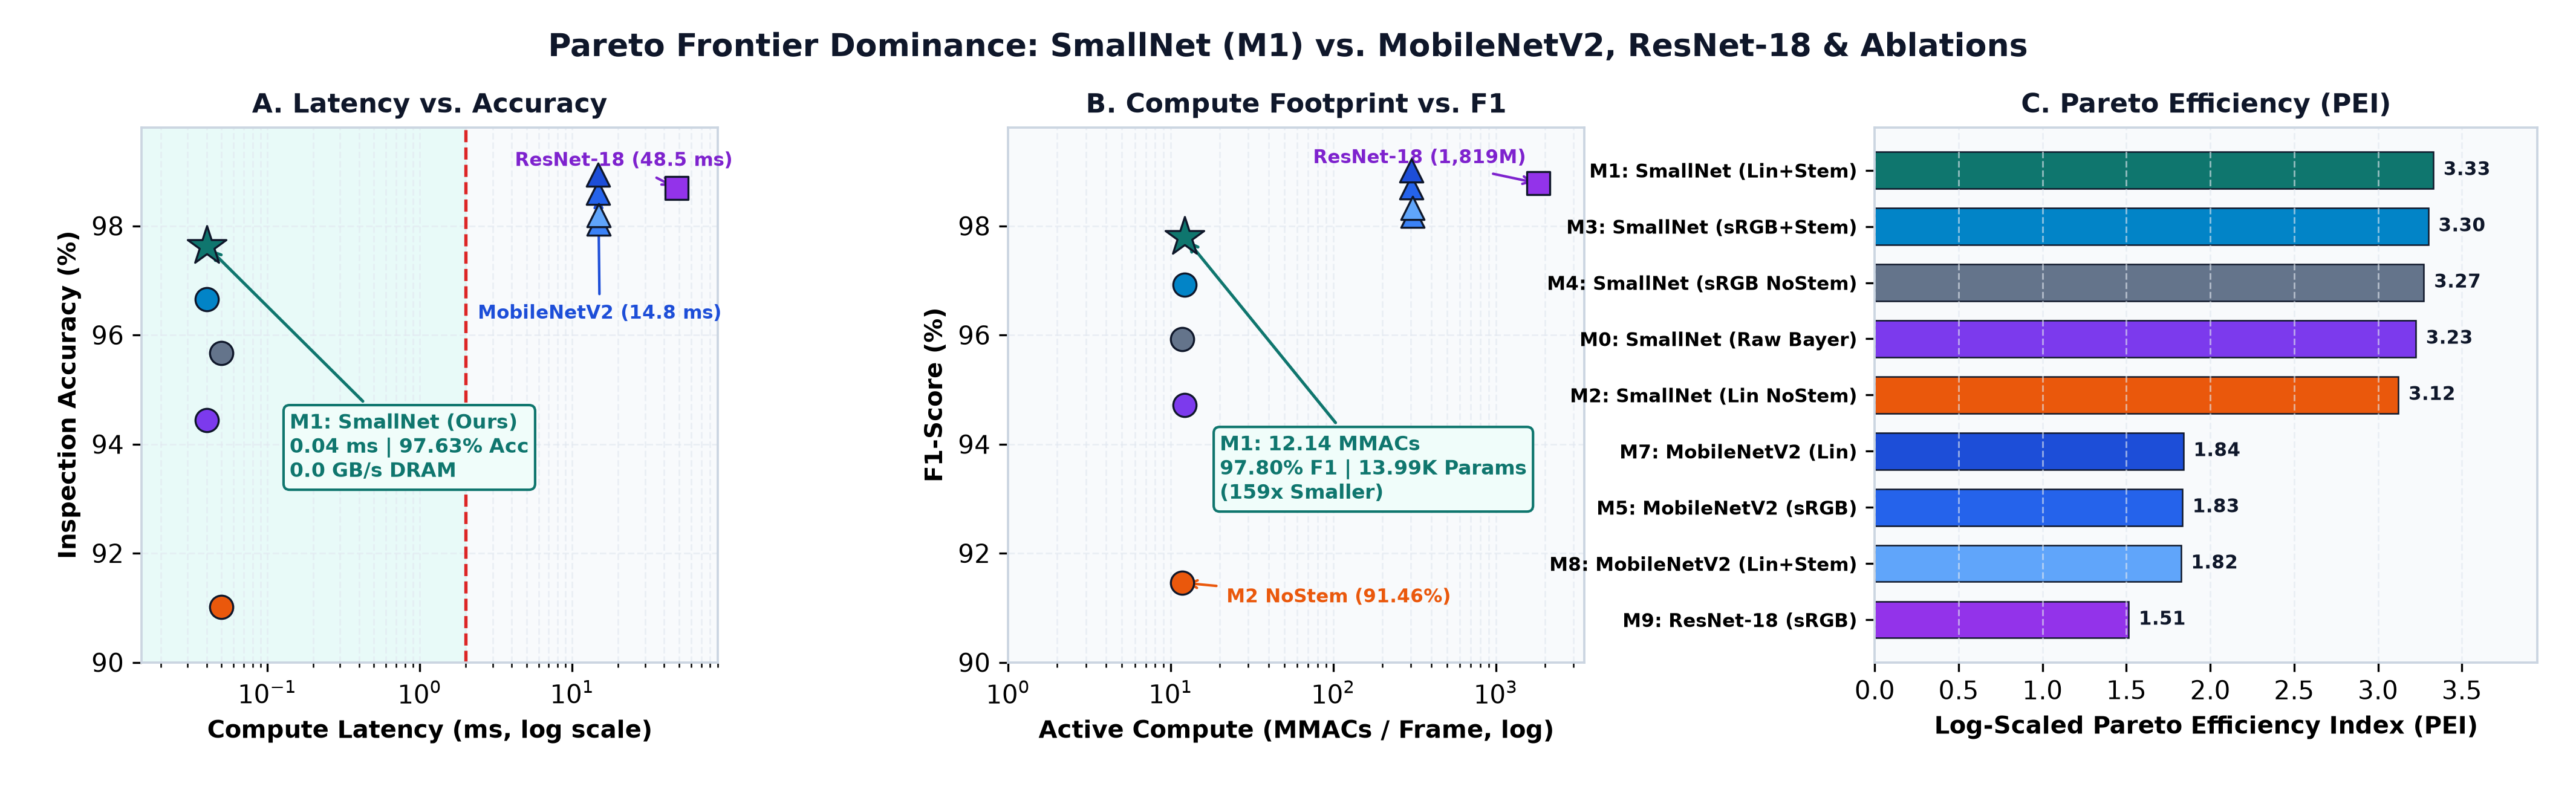 Pareto Frontier Dominance: SmallNet (M1) vs. MobileNetV2, ResNet-18 & Ablations
A. Latency vs. Accuracy
ResNet-18 (48.5 ms)
MobileNetV2 (14.8 ms)
M1: SmallNet (Ours)
0.04 ms | 97.63% Acc
0.0 GB/s DRAM
98
96
94
92
90
Inspection Accuracy (%)
10⁻¹
10⁰
10¹
Compute Latency (ms, log scale)
B. Compute Footprint vs. F1
ResNet-18 (1,819M)
M1: 12.14 MMACs
97.80% F1 | 13.99K Params
(159x Smaller)
M2 NoStem (91.46%)
98
96
94
92
90
F1-Score (%)
10⁰
10¹
10²
10³
Active Compute (MMACs / Frame, log)
C. Pareto Efficiency (PEI)
M1: SmallNet (Lin+Stem) 3.33
M3: SmallNet (sRGB+Stem) 3.30
M4: SmallNet (sRGB NoStem) 3.27
M0: SmallNet (Raw Bayer) 3.23
M2: SmallNet (Lin NoStem) 3.12
M7: MobileNetV2 (Lin) 1.84
M5: MobileNetV2 (sRGB) 1.83
M8: MobileNetV2 (Lin+Stem) 1.82
M9: ResNet-18 (sRGB) 1.51
0.0 0.5 1.0 1.5 2.0 2.5 3.0 3.5
Log-Scaled Pareto Efficiency Index (PEI)